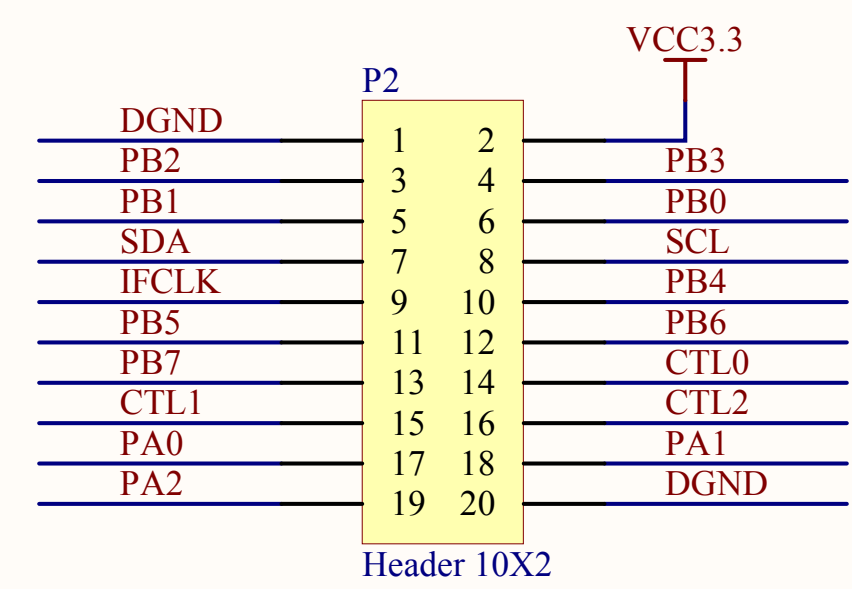 VCC3.3
P2
DGND 1 2
PB2 3 4 PB3
PB1 5 6 PB0
SDA 7 8 SCL
IFCLK 9 10 PB4
PB5 11 12 PB6
PB7 13 14 CTL0
CTL1 15 16 CTL2
PA0 17 18 PA1
PA2 19 20 DGND
Header 10X2